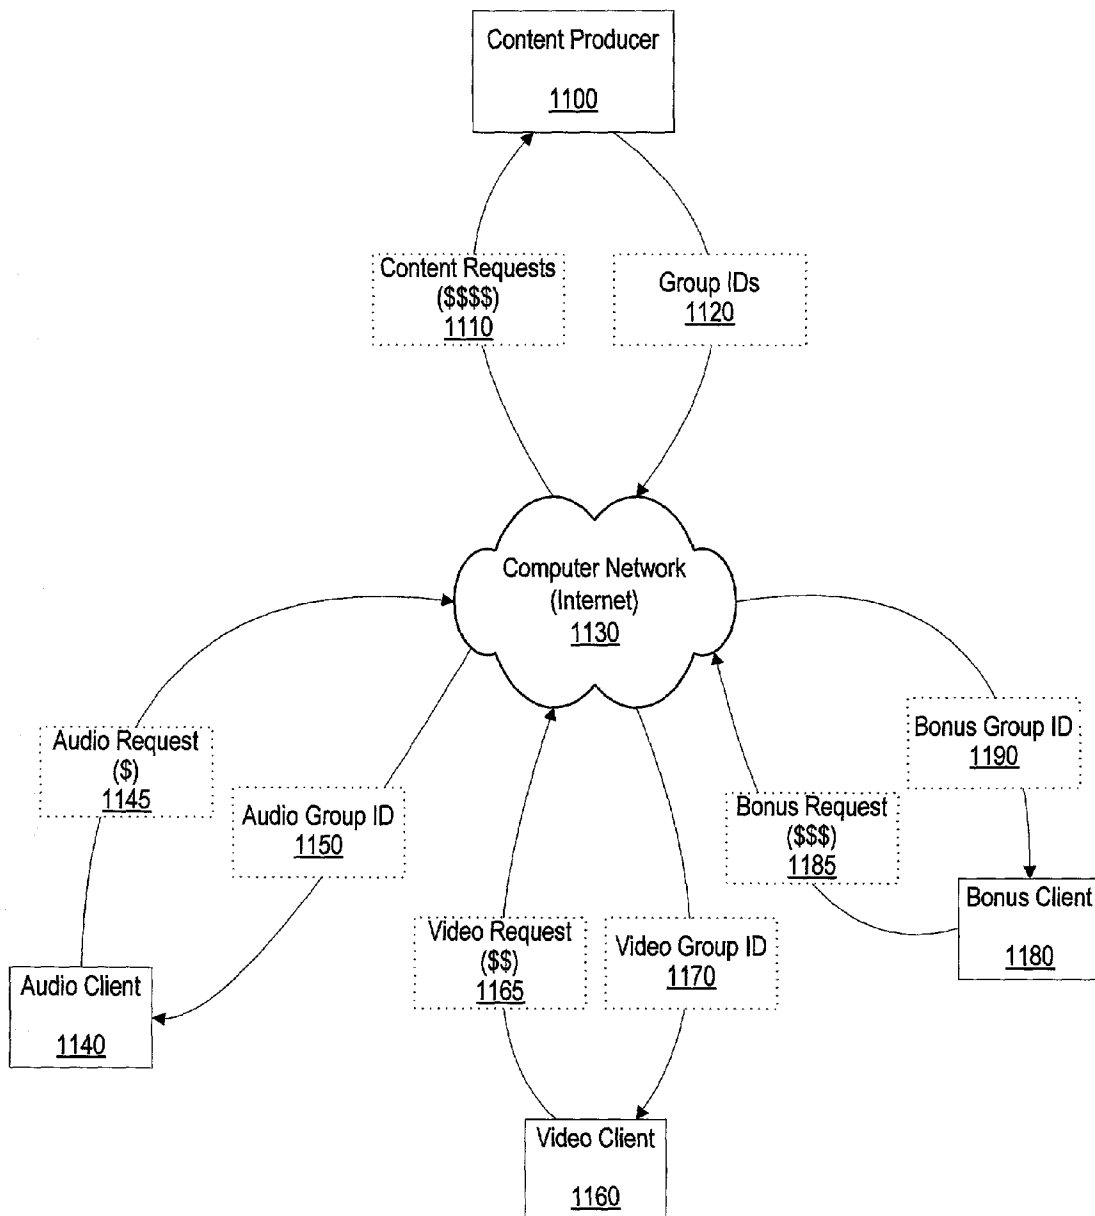 Content Producer
1100
Content Requests
($$$$)
1110
Group IDs
1120
Computer Network
(Internet)
1130
Audio Request
($)
1145
Audio Group ID
1150
Bonus Group ID
1190
Bonus Request
($$$)
1185
Bonus Client
1180
Video Request
($$)
1165
Video Group ID
1170
Audio Client
1140
Video Client
1160